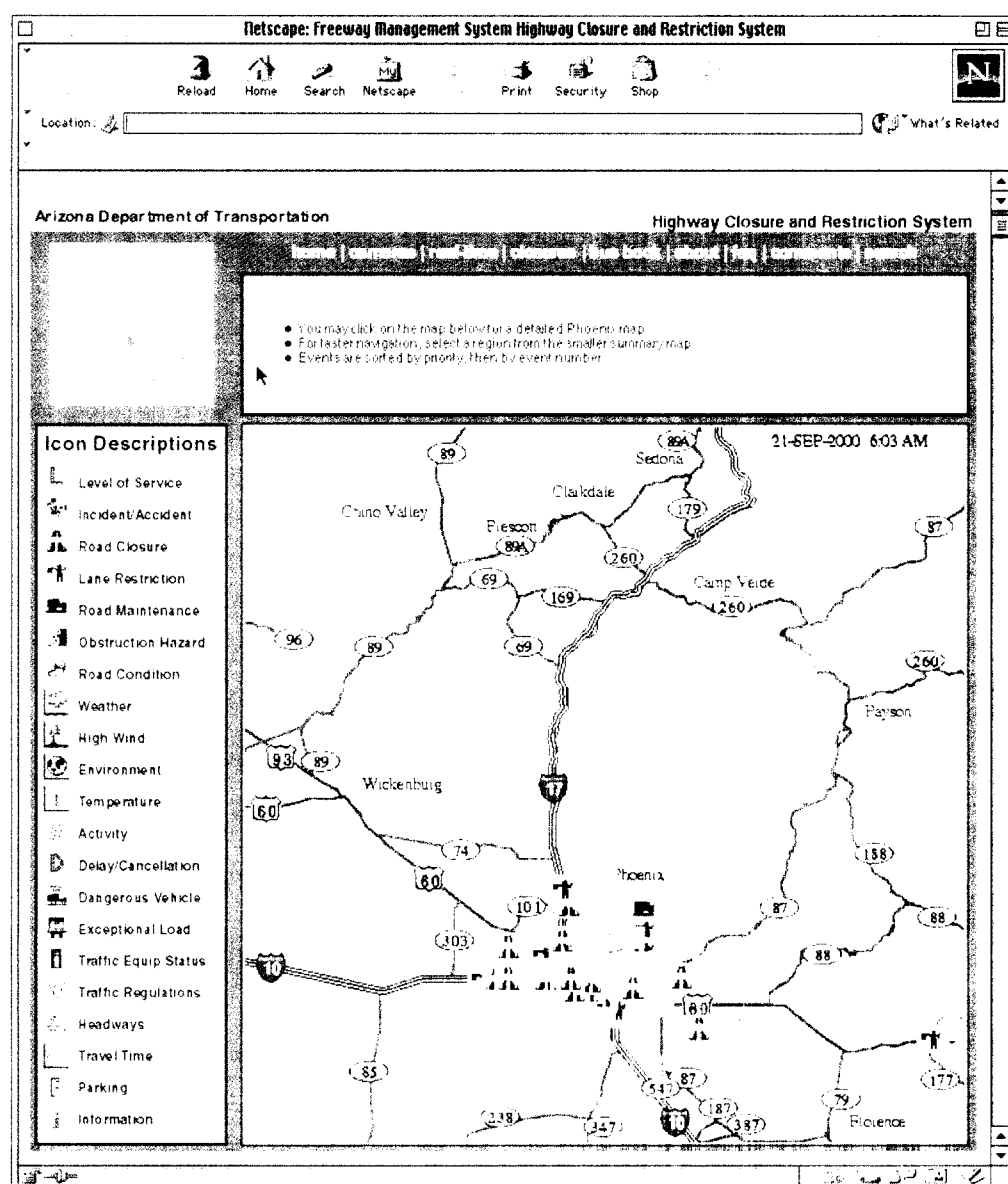 Netscape: Freeway Management System Highway Closure and Restriction System
Reload Home Search Netscape Print Security Shop
Location: What's Related
Arizona Department of Transportation
Highway Closure and Restriction System
• You may click on the map below for a detailed Phoenix map
• For faster navigation, select a region from the smaller summary map
• Events are sorted by priority, then by event number
Icon Descriptions
Level of Service
Incident/Accident
Road Closure
Lane Restriction
Road Maintenance
Obstruction Hazard
Road Condition
Weather
High Wind
Environment
Temperature
Activity
Delay/Cancellation
Dangerous Vehicle
Exceptional Load
Traffic Equip Status
Traffic Regulations
Headways
Travel Time
Parking
Information
21-SEP-2000 6:03 AM
89
89A
Sedona
Clarkdale
Chino Valley
179
Prescott
89A
87
260
69
169
Camp Verde
260
96
89
69
260
Payson
93
89
17
Wickenburg
60
74
188
60
Phoenix
101
87
88
303
88
10
60
85
547
87
177
79
187
238
347
10
387
Florence